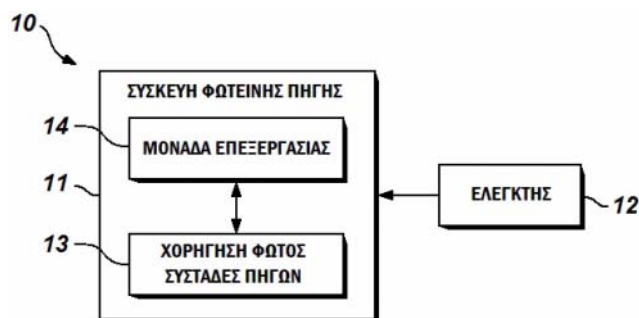 10
ΣΥΣΚΕΥΗ ΦΩΤΕΙΝΗΣ ΠΗΓΗΣ
14
ΜΟΝΑΔΑ ΕΠΕΞΕΡΓΑΣΙΑΣ
11
ΕΛΕΓΚΤΗΣ
12
13
ΧΟΡΗΓΗΣΗ ΦΩΤΟΣ
ΣΥΣΤΑΔΕΣ ΠΗΓΩΝ